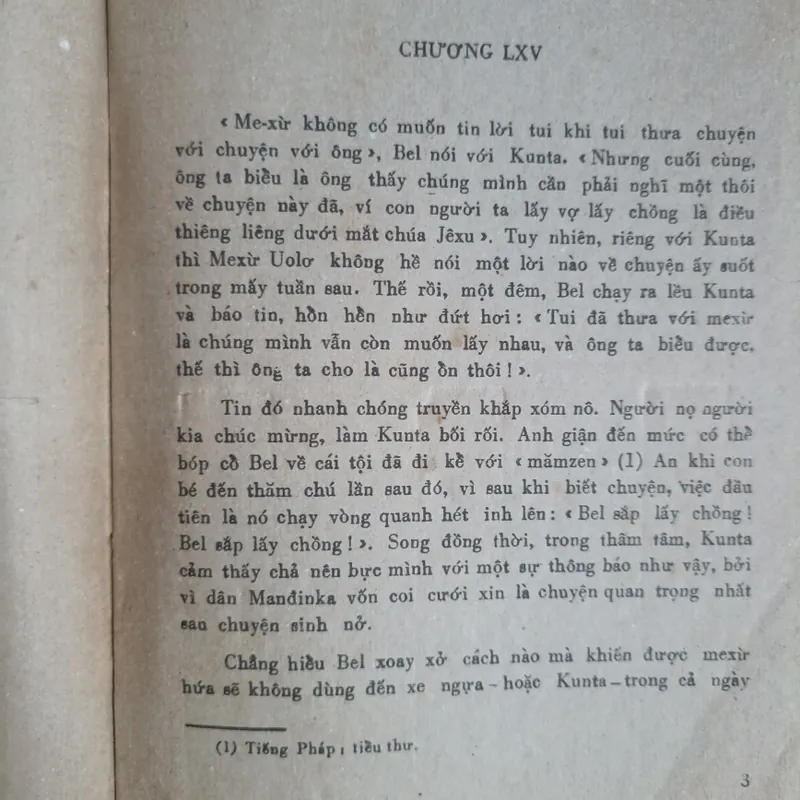 CHƯƠNG LXV
« Me-xừ không có muốn tin lời tui khi tui thưa chuyện
với chuyện với ông », Bel nói với Kunta. « Nhưng cuối cùng,
ông ta biểu là ông thấy chúng mình cần phải nghĩ một thôi
về chuyện này đã, ví con người ta lấy vợ lấy chồng là điều
thiêng liêng dưới mắt chúa Jêxu ». Tuy nhiên, riêng với Kunta
thì Mexừ Uolơ không hề nói một lời nào về chuyện ấy suốt
trong mấy tuần sau. Thế rồi, một đêm, Bel chạy ra lều Kunta
và báo tin, hổn hển như đứt hơi : « Tui đã thưa với mexừ
là chúng mình vẫn còn muốn lấy nhau, và ông ta biểu được,
thế thì ông ta cho là cũng ổn thôi ! ».
Tin đó nhanh chóng truyền khắp xóm nô. Người nọ người
kia chúc mừng, làm Kunta bối rối. Anh giận đến mức có thể
bóp cổ Bel về cái tội đã đi kể với « mămzen » (1) An khi con
bé đến thăm chú lần sau đó, vì sau khi biết chuyện, việc đầu
tiên là nó chạy vòng quanh hét inh lên : « Bel sắp lấy chồng !
Bel sắp lấy chồng ! ». Song đồng thời, trong thâm tâm, Kunta
cảm thấy chả nên bực mình với một sự thông báo như vậy, bởi
vì dân Manđinka vốn coi cưới xin là chuyện quan trọng nhất
sau chuyện sinh nở.
Chẳng hiểu Bel xoay xở cách nào mà khiến được mexừ
hứa sẽ không dùng đến xe ngựa – hoặc Kunta – trong cả ngày
(1) Tiếng Pháp : tiểu thư.
3